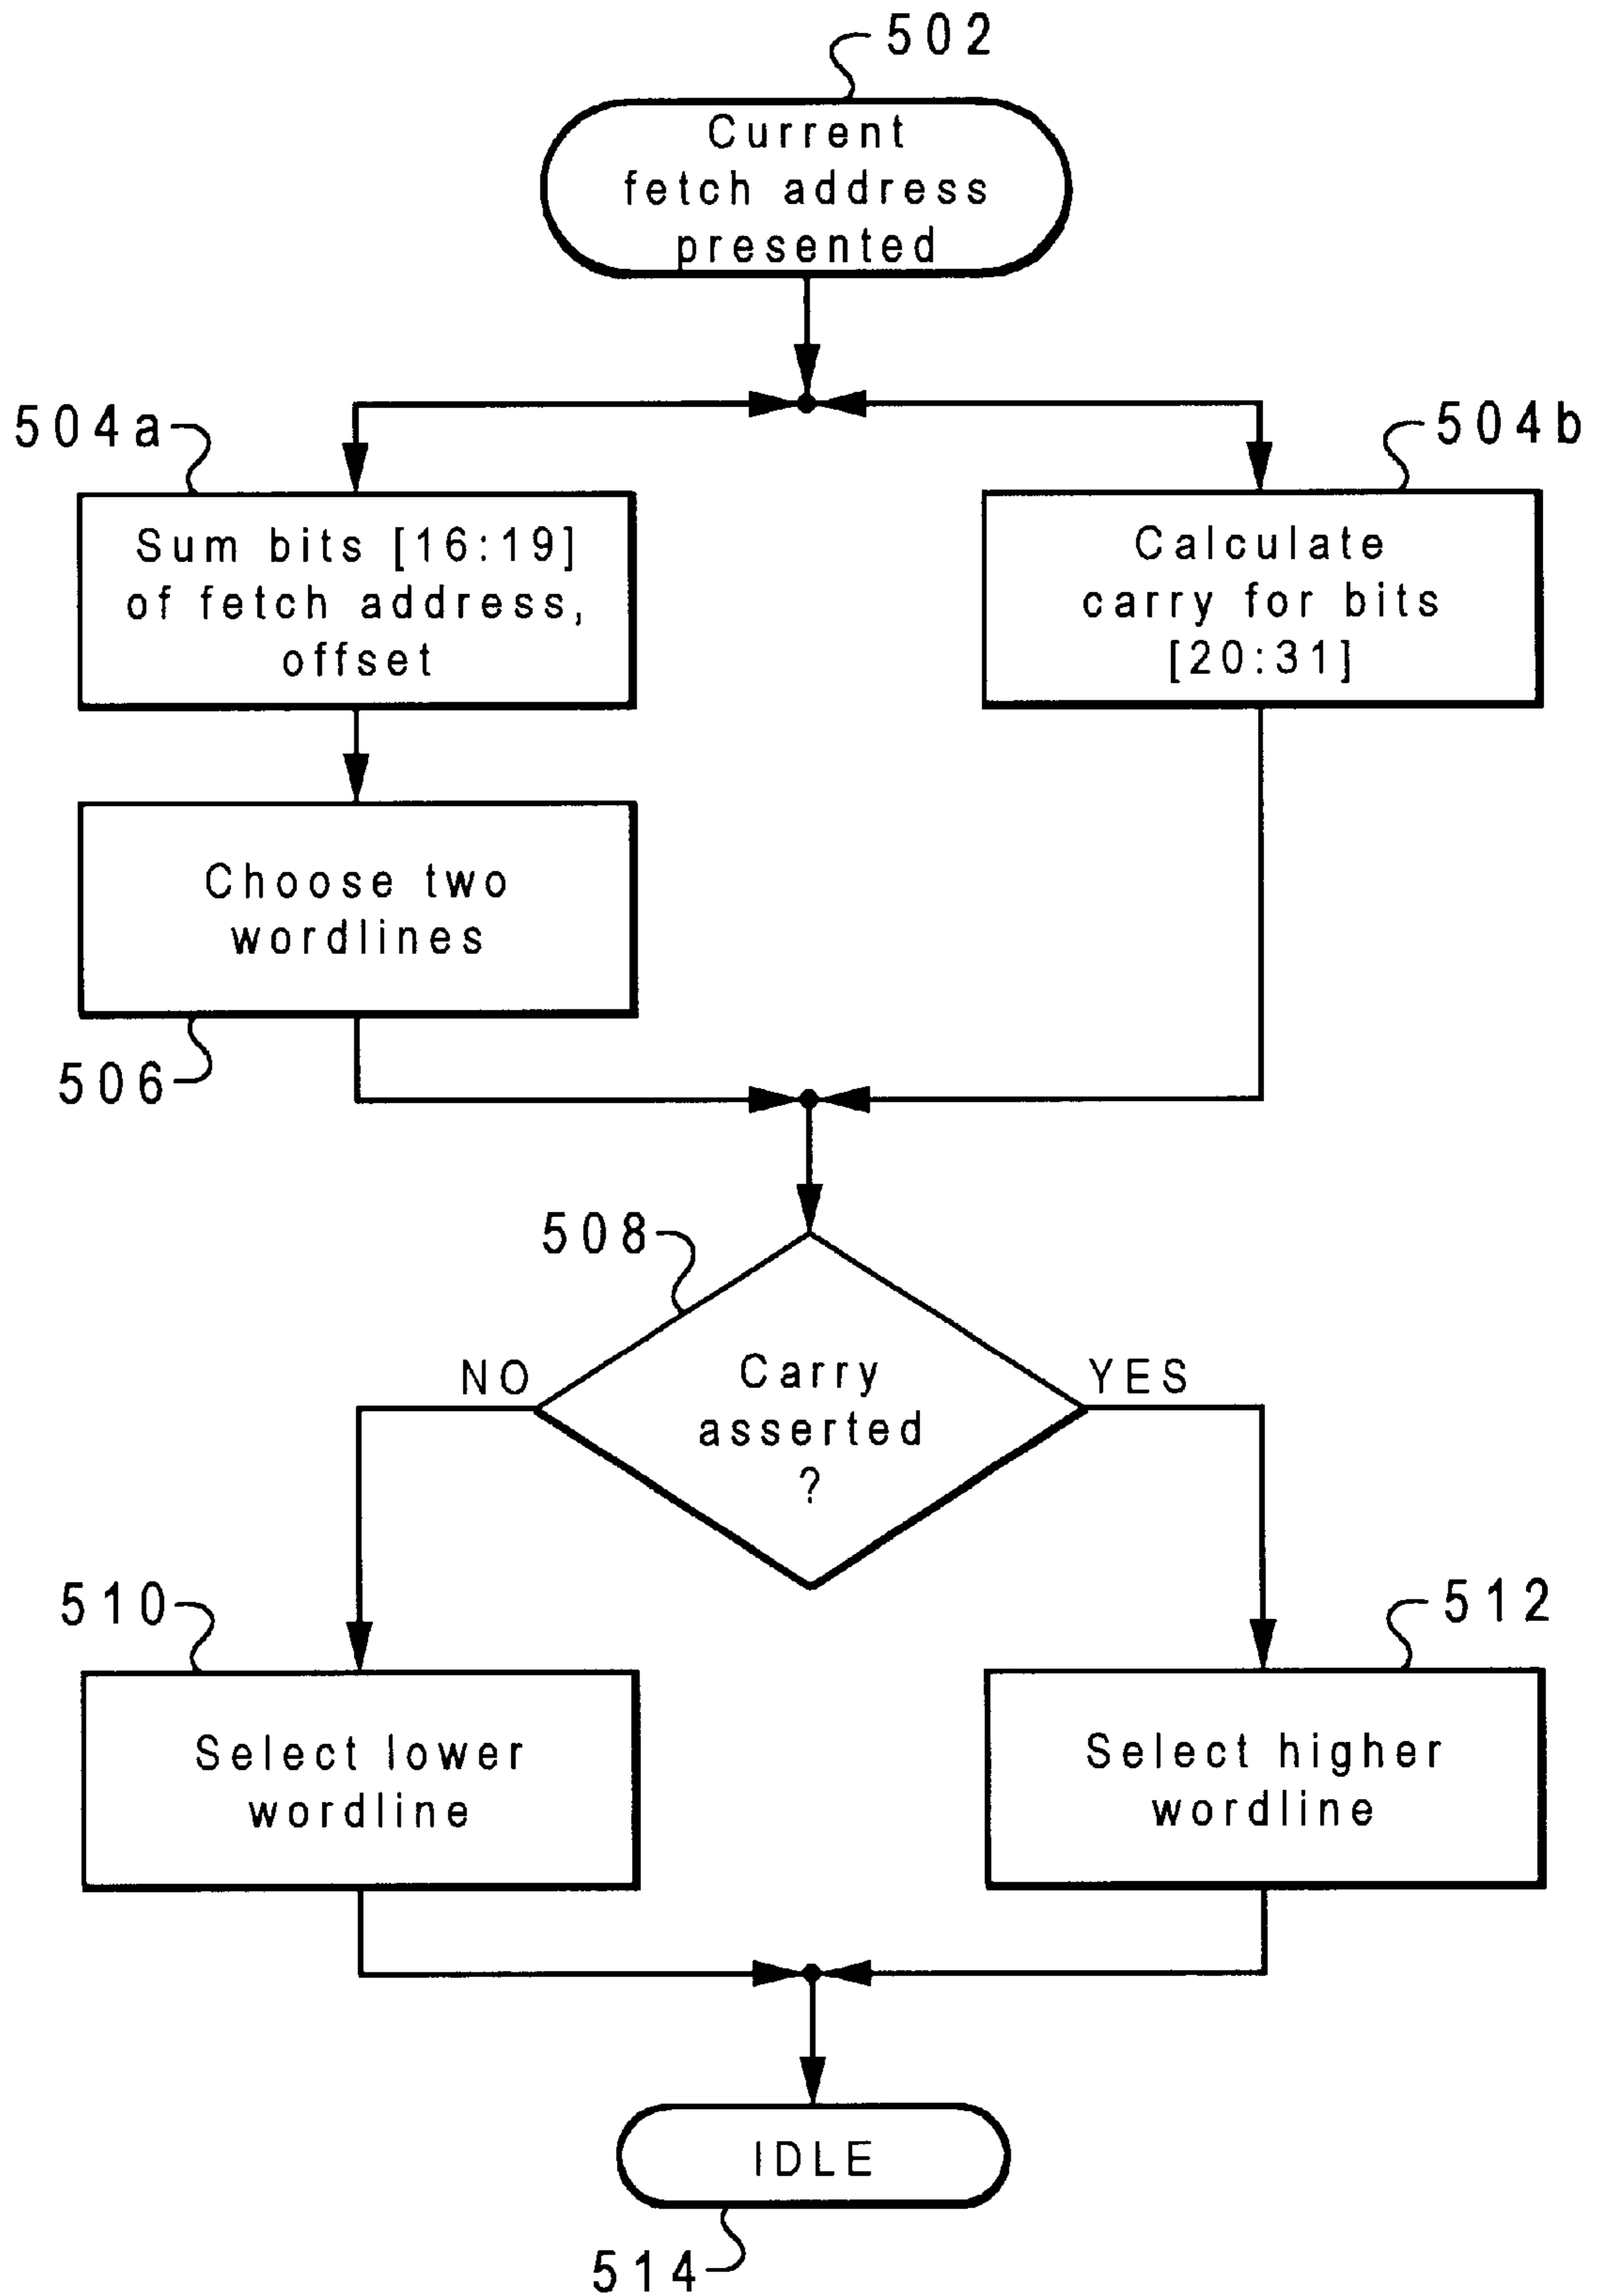 502
Current
fetch address
presented
504a
504b
Sum bits [16:19]
of fetch address,
offset
Calculate
carry for bits
[20:31]
Choose two
wordlines
506
508
NO
Carry
asserted
?
YES
510
512
Select lower
wordline
Select higher
wordline
IDLE
514